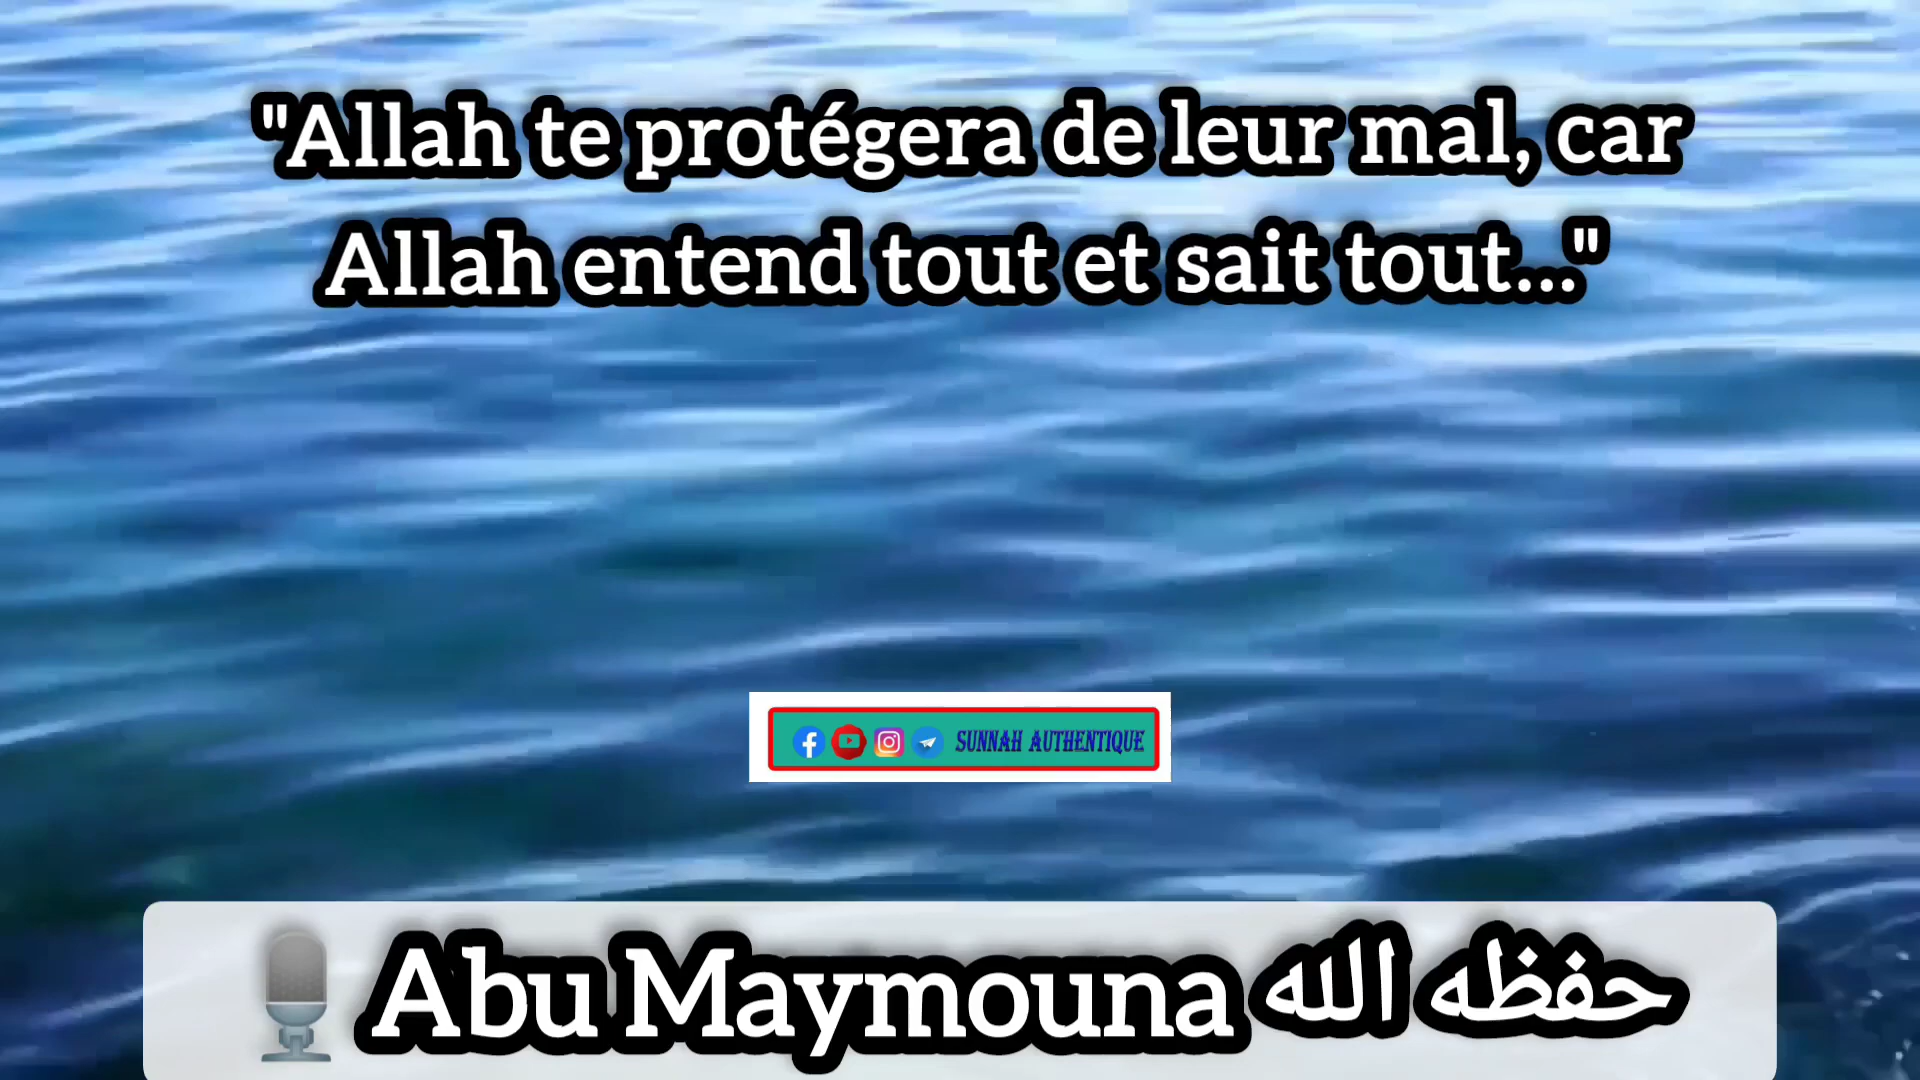 "Allah te protégera de leur mal, car
Allah entend tout et sait tout..."
SUNNAH AUTHENTIQUE
Abu Maymouna حفظه الله